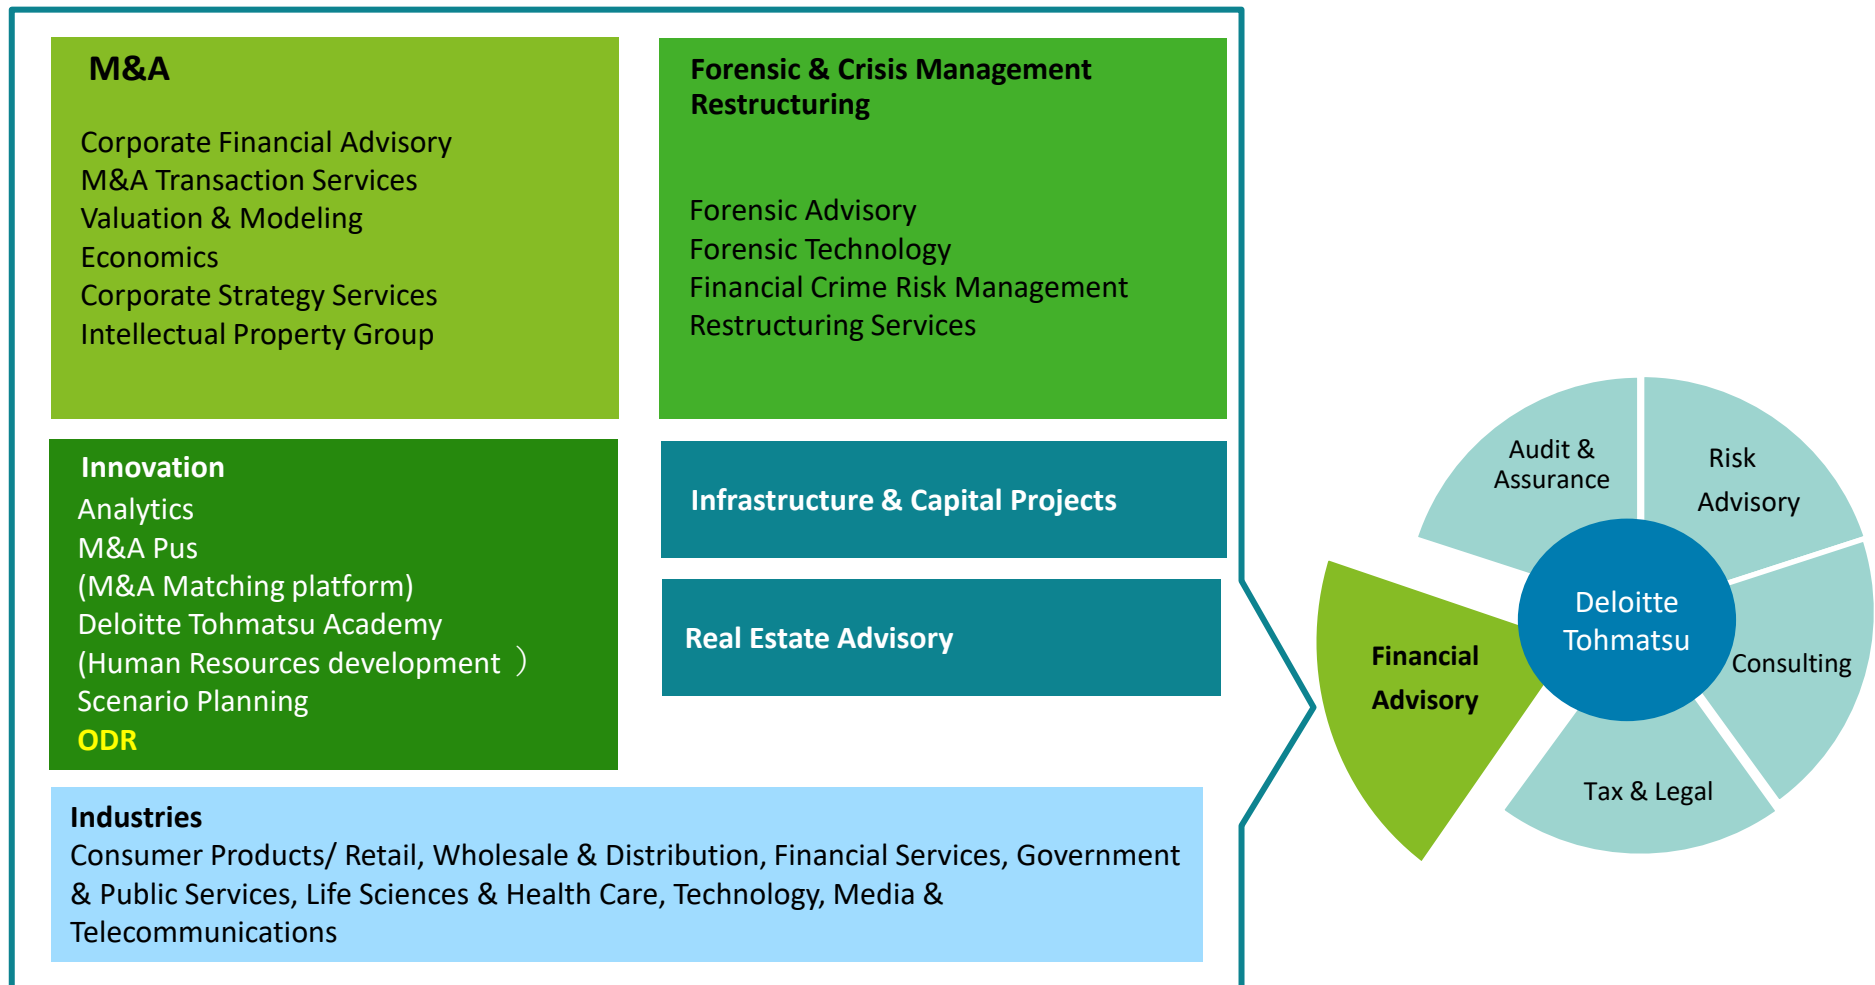 M&A
Corporate Financial Advisory
M&A Transaction Services
Valuation & Modeling
Economics
Corporate Strategy Services
Intellectual Property Group
Forensic & Crisis Management
Restructuring
Forensic Advisory
Forensic Technology
Financial Crime Risk Management
Restructuring Services
Innovation
Analytics
M&A Pus
(M&A Matching platform)
Deloitte Tohmatsu Academy
(Human Resources development ）
Scenario Planning
ODR
Infrastructure & Capital Projects
Real Estate Advisory
Industries
Consumer Products/ Retail, Wholesale & Distribution, Financial Services, Government
& Public Services, Life Sciences & Health Care, Technology, Media &
Telecommunications
Audit &
Assurance
Risk
Advisory
Deloitte
Tohmatsu
Financial
Advisory
Consulting
Tax & Legal